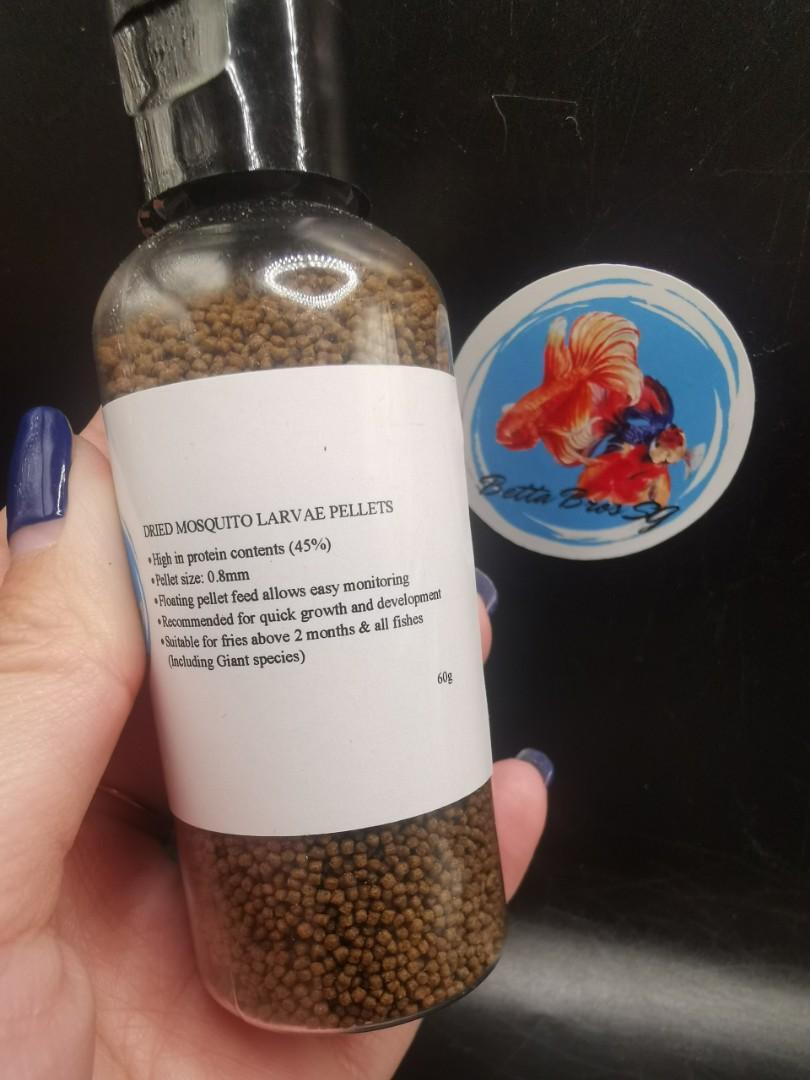 DRIED MOSQUITO LARVAE PELLETS
•High in protein contents (45%)
•Pellet size: 0.8mm
•Floating pellet feed allows easy monitoring
•Recommended for quick growth and development
•Suitable for fries above 2 months & all fishes
(Including Giant species)
60g
Betta Bros SG